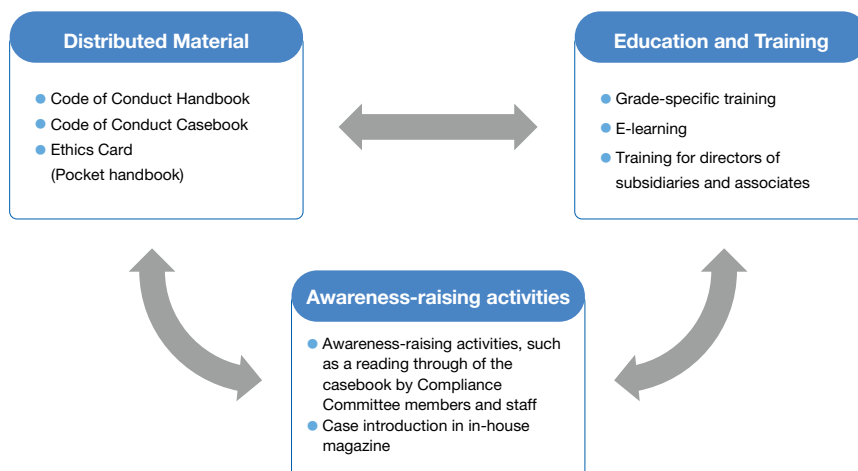 Distributed Material
Code of Conduct Handbook
Code of Conduct Casebook
Ethics Card
(Pocket handbook)
Education and Training
Grade-specific training
E-learning
Training for directors of
subsidiaries and associates
Awareness-raising activities
Awareness-raising activities, such
as a reading through of the
casebook by Compliance
Committee members and staff
Case introduction in in-house
magazine